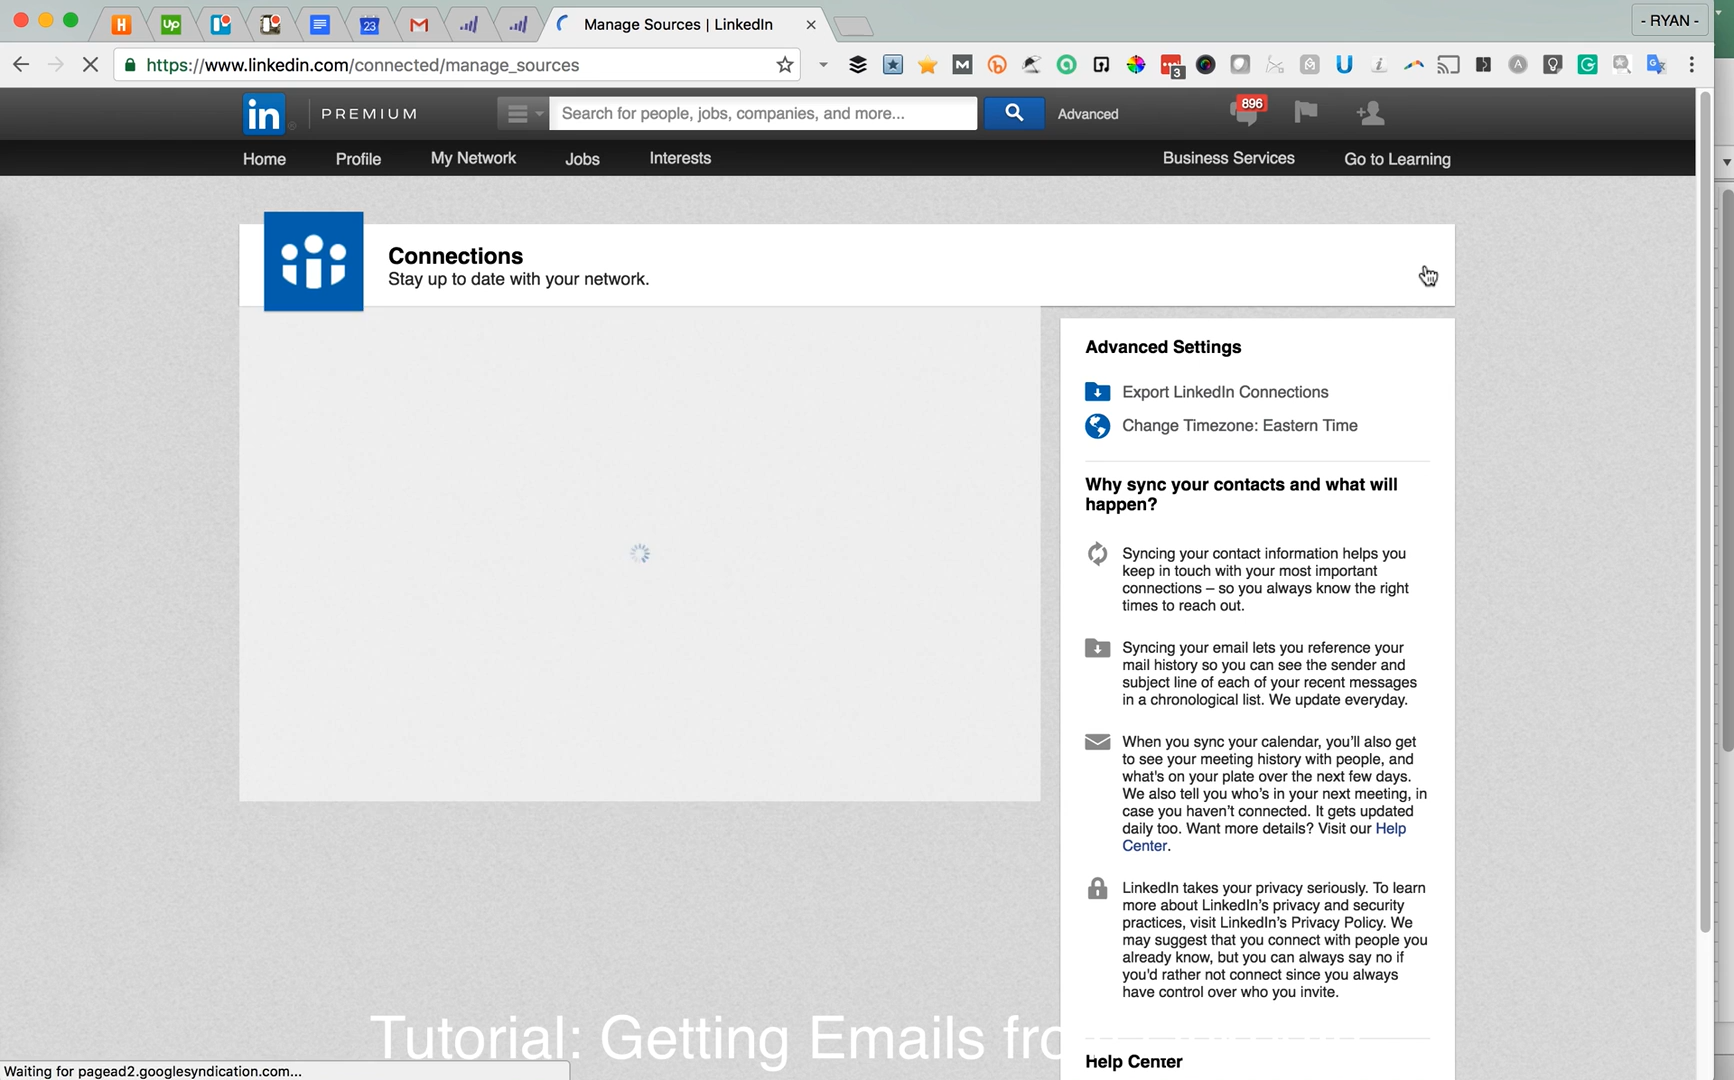 Manage Sources | LinkedIn
- RYAN -
https://www.linkedin.com/connected/manage_sources
in PREMIUM
Search for people, jobs, companies, and more...
Advanced
896
Home Profile My Network Jobs Interests Business Services Go to Learning
Connections
Stay up to date with your network.
Advanced Settings
Export LinkedIn Connections
Change Timezone: Eastern Time
Why sync your contacts and what will
happen?
Syncing your contact information helps you
keep in touch with your most important
connections – so you always know the right
times to reach out.
Syncing your email lets you reference your
mail history so you can see the sender and
subject line of each of your recent messages
in a chronological list. We update everyday.
When you sync your calendar, you'll also get
to see your meeting history with people, and
what's on your plate over the next few days.
We also tell you who's in your next meeting, in
case you haven't connected. It gets updated
daily too. Want more details? Visit our Help
Center.
LinkedIn takes your privacy seriously. To learn
more about LinkedIn's privacy and security
practices, visit LinkedIn's Privacy Policy. We
may suggest that you connect with people you
already know, but you can always say no if
you'd rather not connect since you always
have control over who you invite.
Tutorial: Getting Emails
Help Center
Waiting for pagead2.googlesyndication.com...